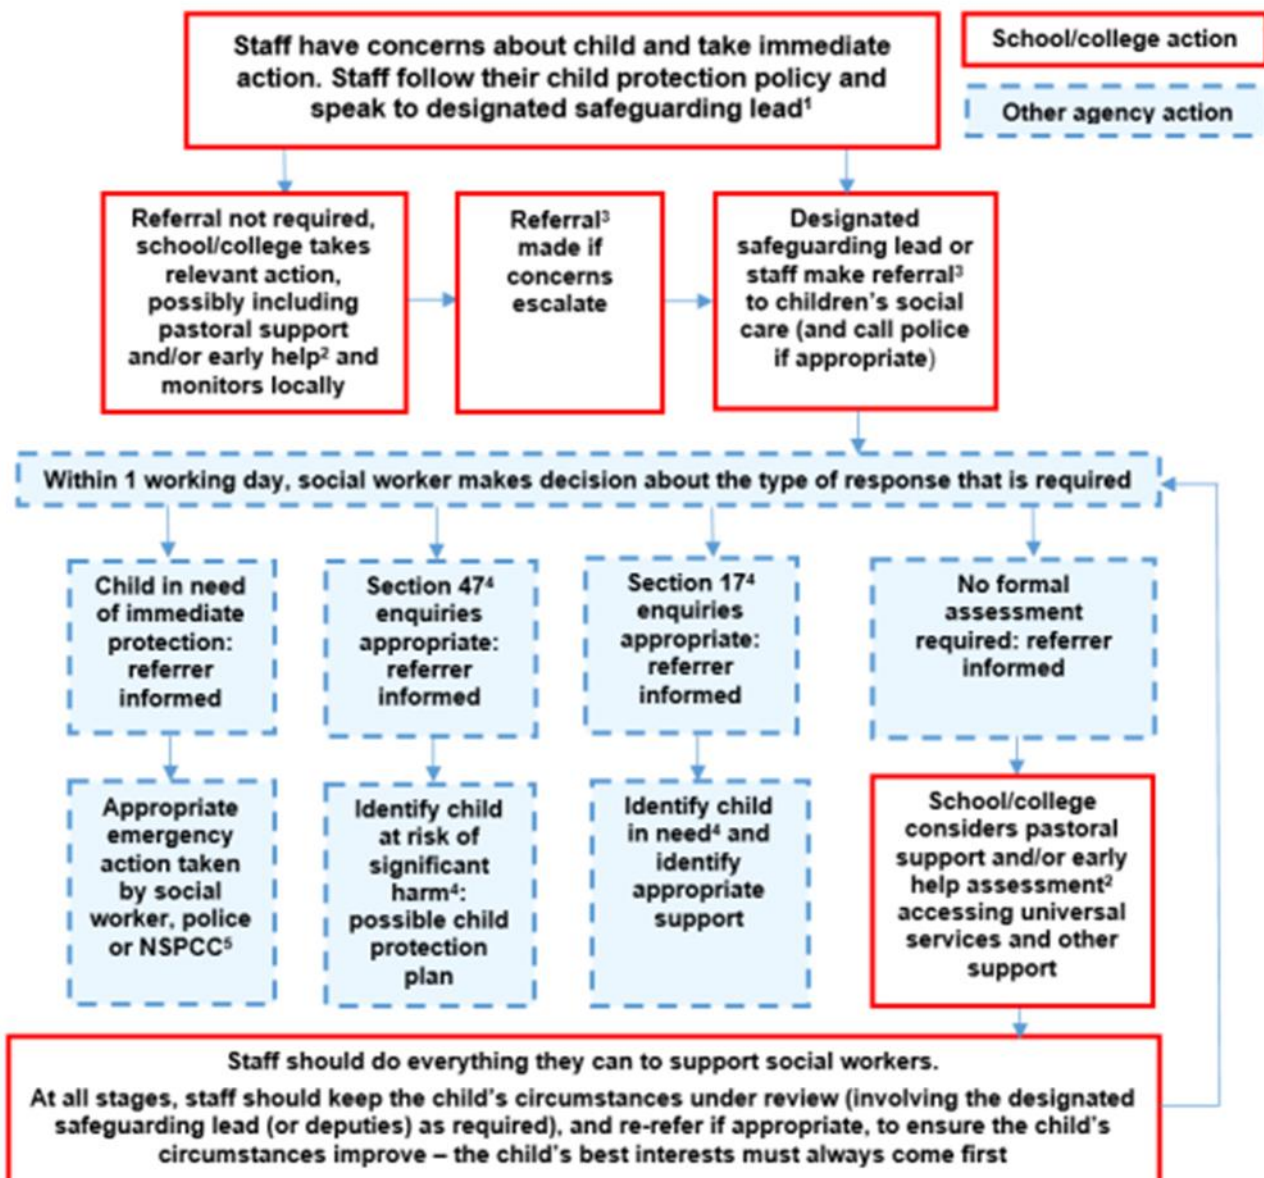 Staff have concerns about child and take immediate
action. Staff follow their child protection policy and
speak to designated safeguarding lead¹
School/college action
Other agency action
Referral not required,
school/college takes
relevant action,
possibly including
pastoral support
and/or early help² and
monitors locally
Referral³
made if
concerns
escalate
Designated
safeguarding lead or
staff make referral³
to children's social
care (and call police
if appropriate)
Within 1 working day, social worker makes decision about the type of response that is required
Child in need
of immediate
protection:
referrer
informed
Section 47⁴
enquiries
appropriate:
referrer
informed
Section 17⁴
enquiries
appropriate:
referrer
informed
No formal
assessment
required: referrer
informed
Appropriate
emergency
action taken
by social
worker, police
or NSPCC⁵
Identify child
at risk of
significant
harm⁴:
possible child
protection
plan
Identify child
in need⁴ and
identify
appropriate
support
School/college
considers pastoral
support and/or early
help assessment²
accessing universal
services and other
support
Staff should do everything they can to support social workers.
At all stages, staff should keep the child's circumstances under review (involving the designated
safeguarding lead (or deputies) as required), and re-refer if appropriate, to ensure the child's
circumstances improve – the child's best interests must always come first